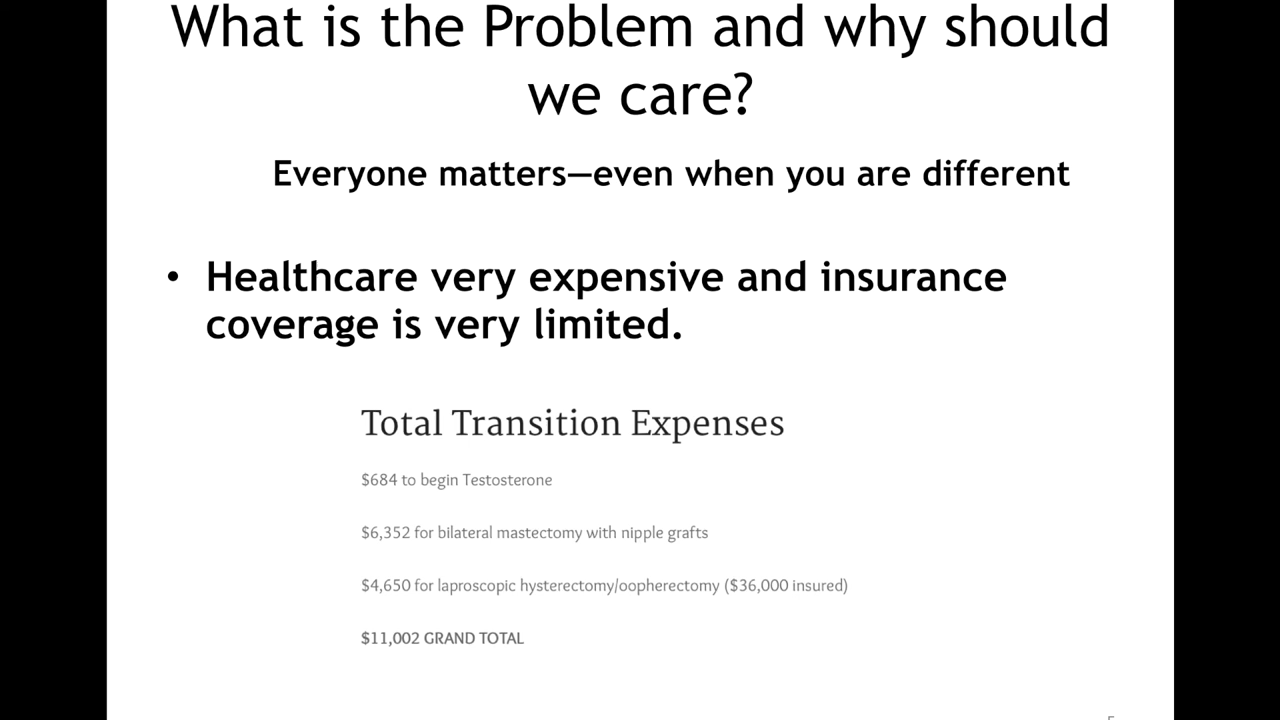 What is the Problem and why should
we care?
Everyone matters—even when you are different
• Healthcare very expensive and insurance
coverage is very limited.
Total Transition Expenses
$684 to begin Testosterone
$6,352 for bilateral mastectomy with nipple grafts
$4,650 for laproscopic hysterectomy/oopherectomy ($36,000 insured)
$11,002 GRAND TOTAL